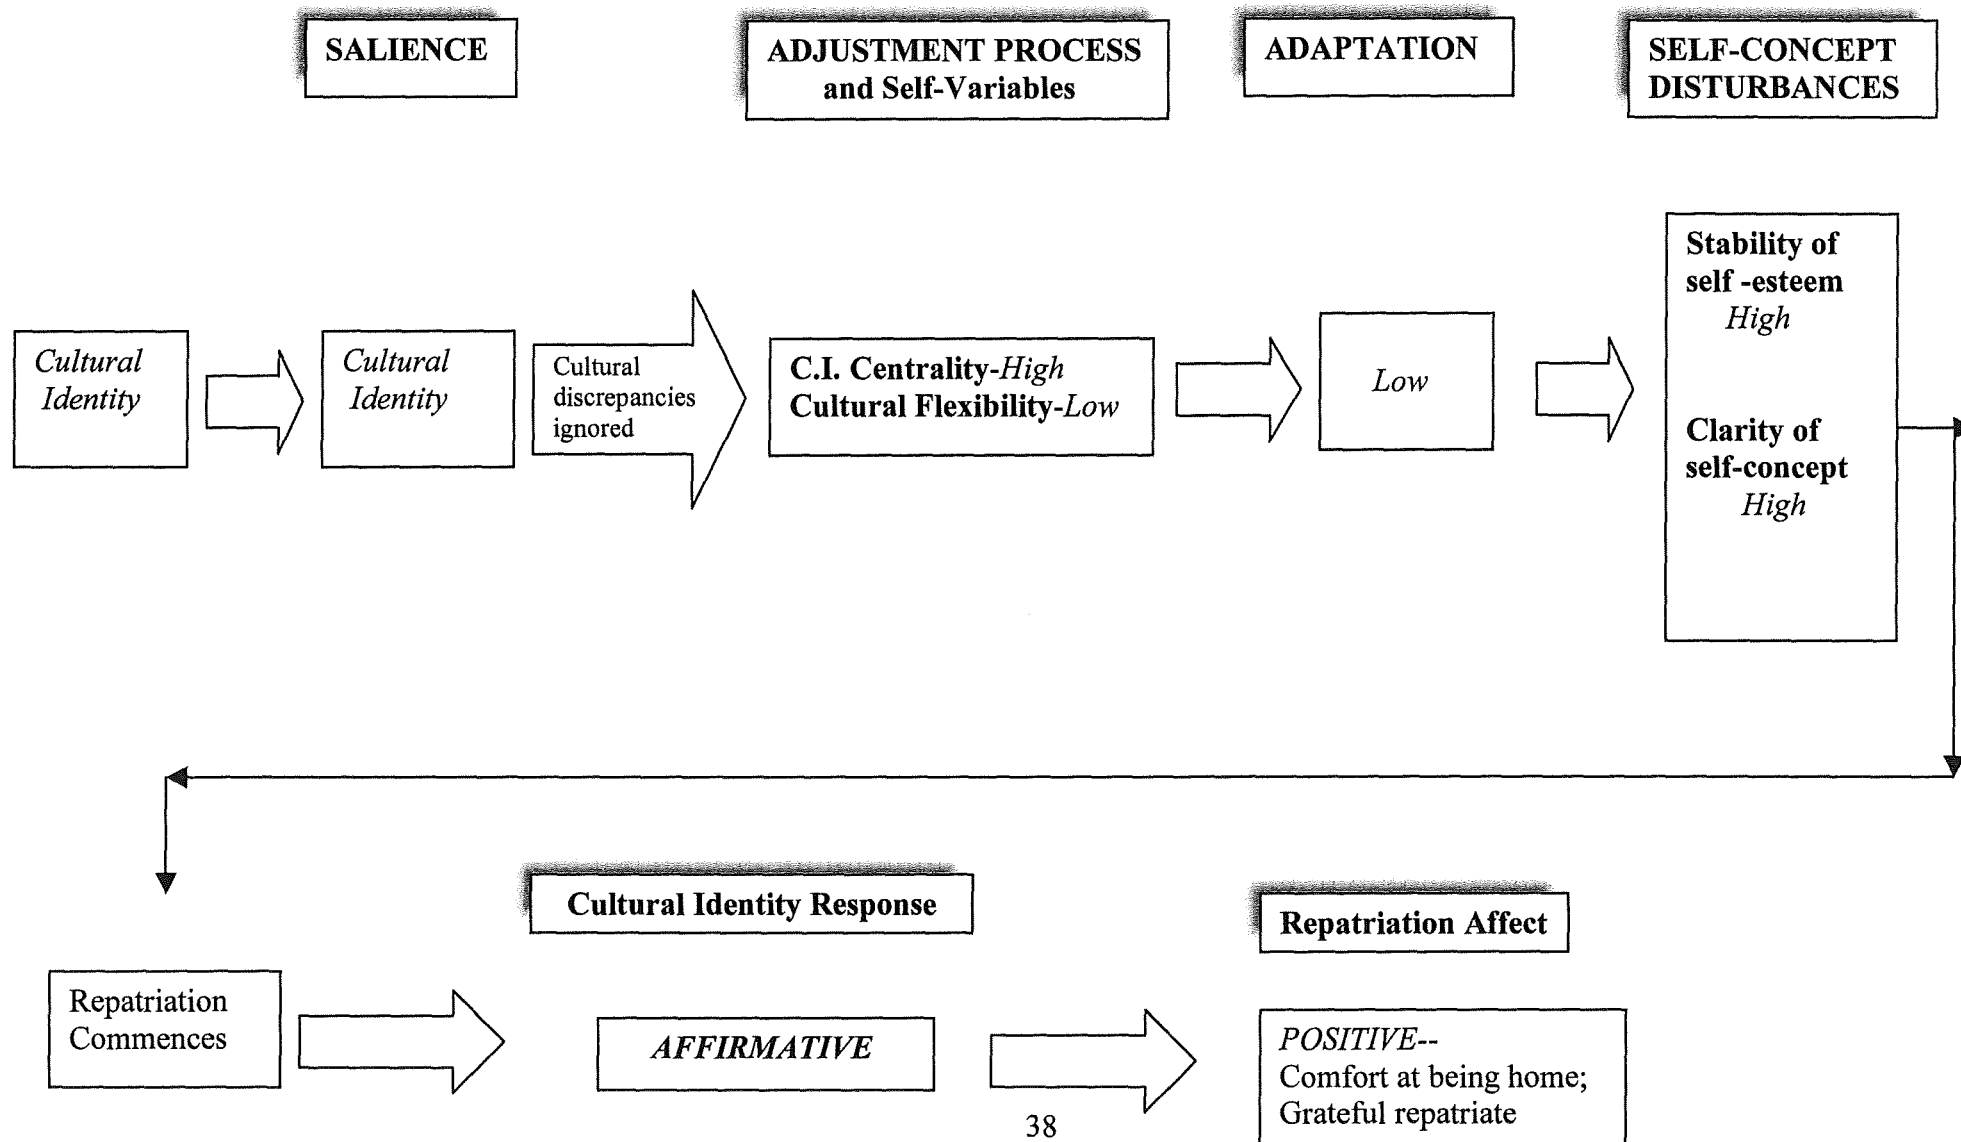 SALIENCE
ADJUSTMENT PROCESS
and Self-Variables
ADAPTATION
SELF-CONCEPT
DISTURBANCES
Cultural
Identity
Cultural
Identity
Cultural
discrepancies
ignored
C.I. Centrality-High
Cultural Flexibility-Low
Low
Stability of
self -esteem
High
Clarity of
self-concept
High
Cultural Identity Response
Repatriation Affect
Repatriation
Commences
AFFIRMATIVE
POSITIVE--
Comfort at being home;
Grateful repatriate
38